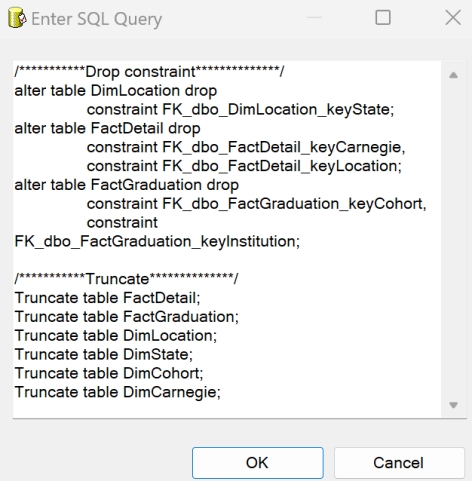 Enter SQL Query
/***********Drop constraint**************/
alter table DimLocation drop
constraint FK_dbo_DimLocation_keyState;
alter table FactDetail drop
constraint FK_dbo_FactDetail_keyCarnegie,
constraint FK_dbo_FactDetail_keyLocation;
alter table FactGraduation drop
constraint FK_dbo_FactGraduation_keyCohort,
constraint
FK_dbo_FactGraduation_keyInstitution;
/***********Truncate**************/
Truncate table FactDetail;
Truncate table FactGraduation;
Truncate table DimLocation;
Truncate table DimState;
Truncate table DimCohort;
Truncate table DimCarnegie;
OK Cancel